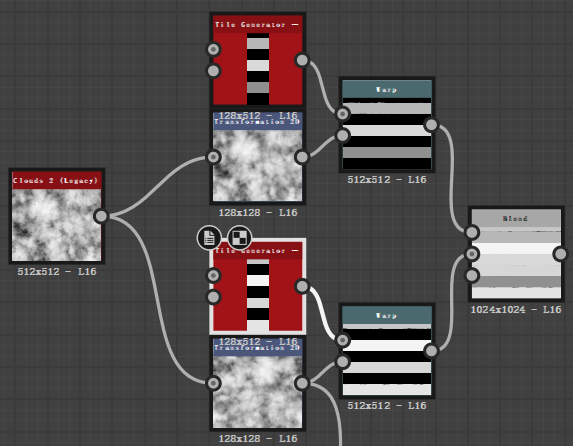 Tile Generator —
128x512 - L16
Transformation 2D
Warp
512x512 - L16
Clouds 2 (Legacy)
512x512 - L16
128x128 - L16
Blend
1024x1024 - L16
Tile Generator —
128x512 - L16
Transformation 2D
Warp
512x512 - L16
128x128 - L16